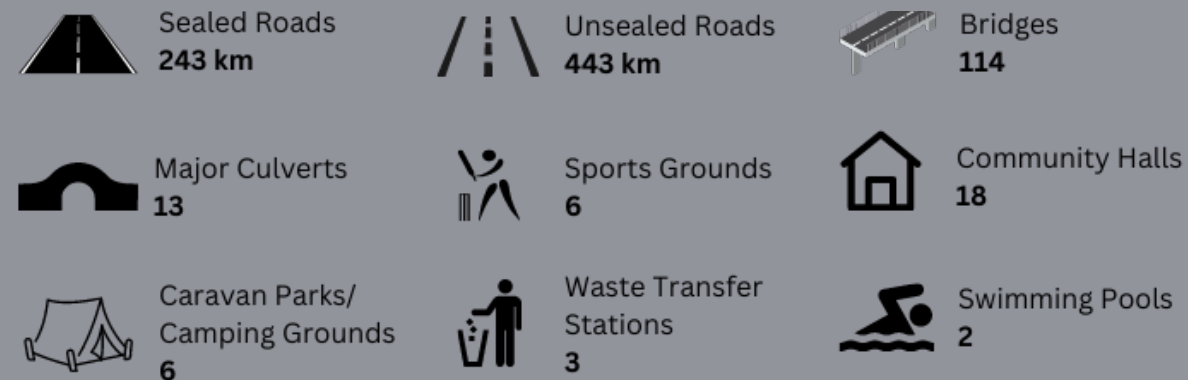 Sealed Roads
243 km
Unsealed Roads
443 km
Bridges
114
Major Culverts
13
Sports Grounds
6
Community Halls
18
Caravan Parks/
Camping Grounds
6
Waste Transfer
Stations
3
Swimming Pools
2